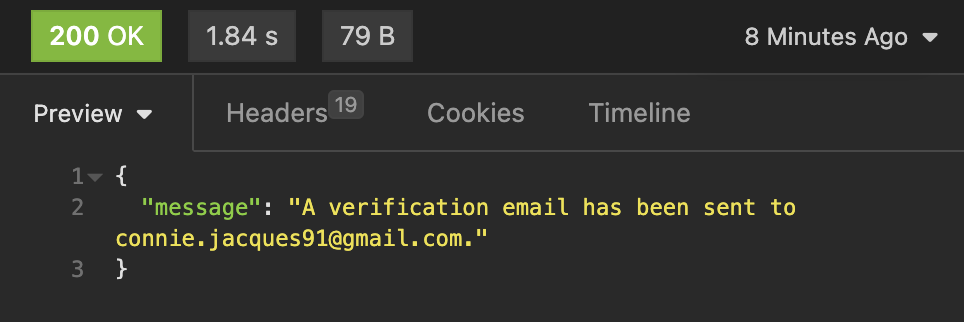 200 OK 1.84 s 79 B 8 Minutes Ago
Preview Headers 19 Cookies Timeline
1 {
2 "message": "A verification email has been sent to
connie.jacques91@gmail.com."
3 }